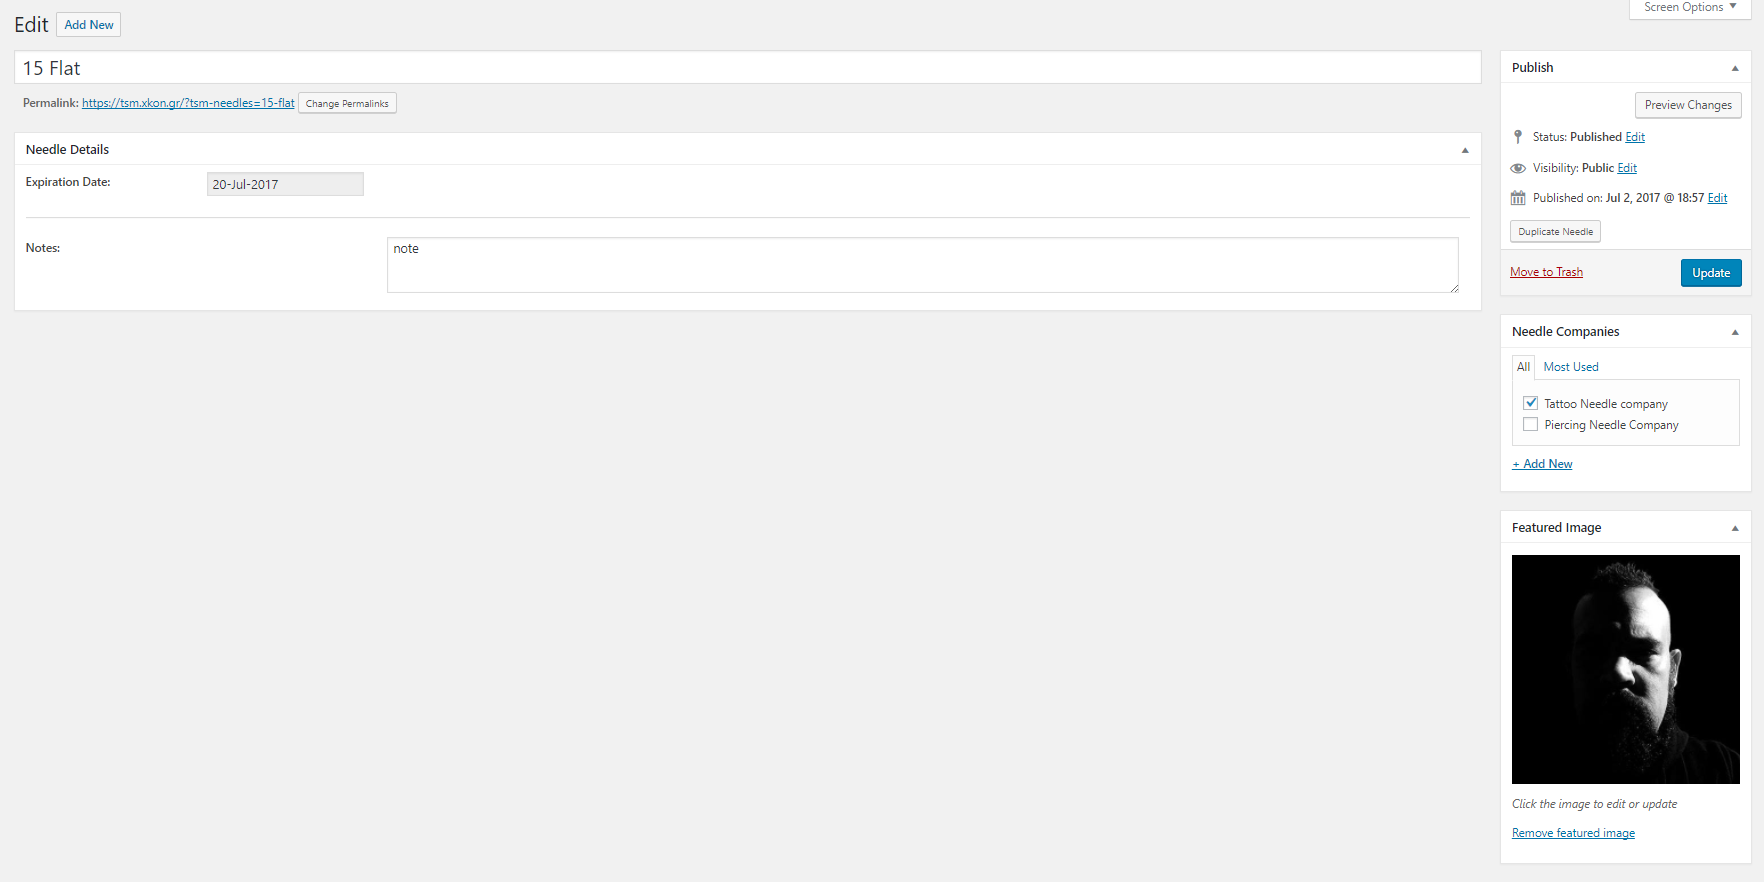 Screen Options ▼
Edit Add New
15 Flat
Permalink: https://tsm.xkon.gr/?tsm-needles=15-flat Change Permalinks
Needle Details
Expiration Date: 20-Jul-2017
Notes: note
Publish
Preview Changes
Status: Published Edit
Visibility: Public Edit
Published on: Jul 2, 2017 @ 18:57 Edit
Duplicate Needle
Move to Trash Update
Needle Companies
All Most Used
Tattoo Needle company
Piercing Needle Company
+ Add New
Featured Image
Click the image to edit or update
Remove featured image